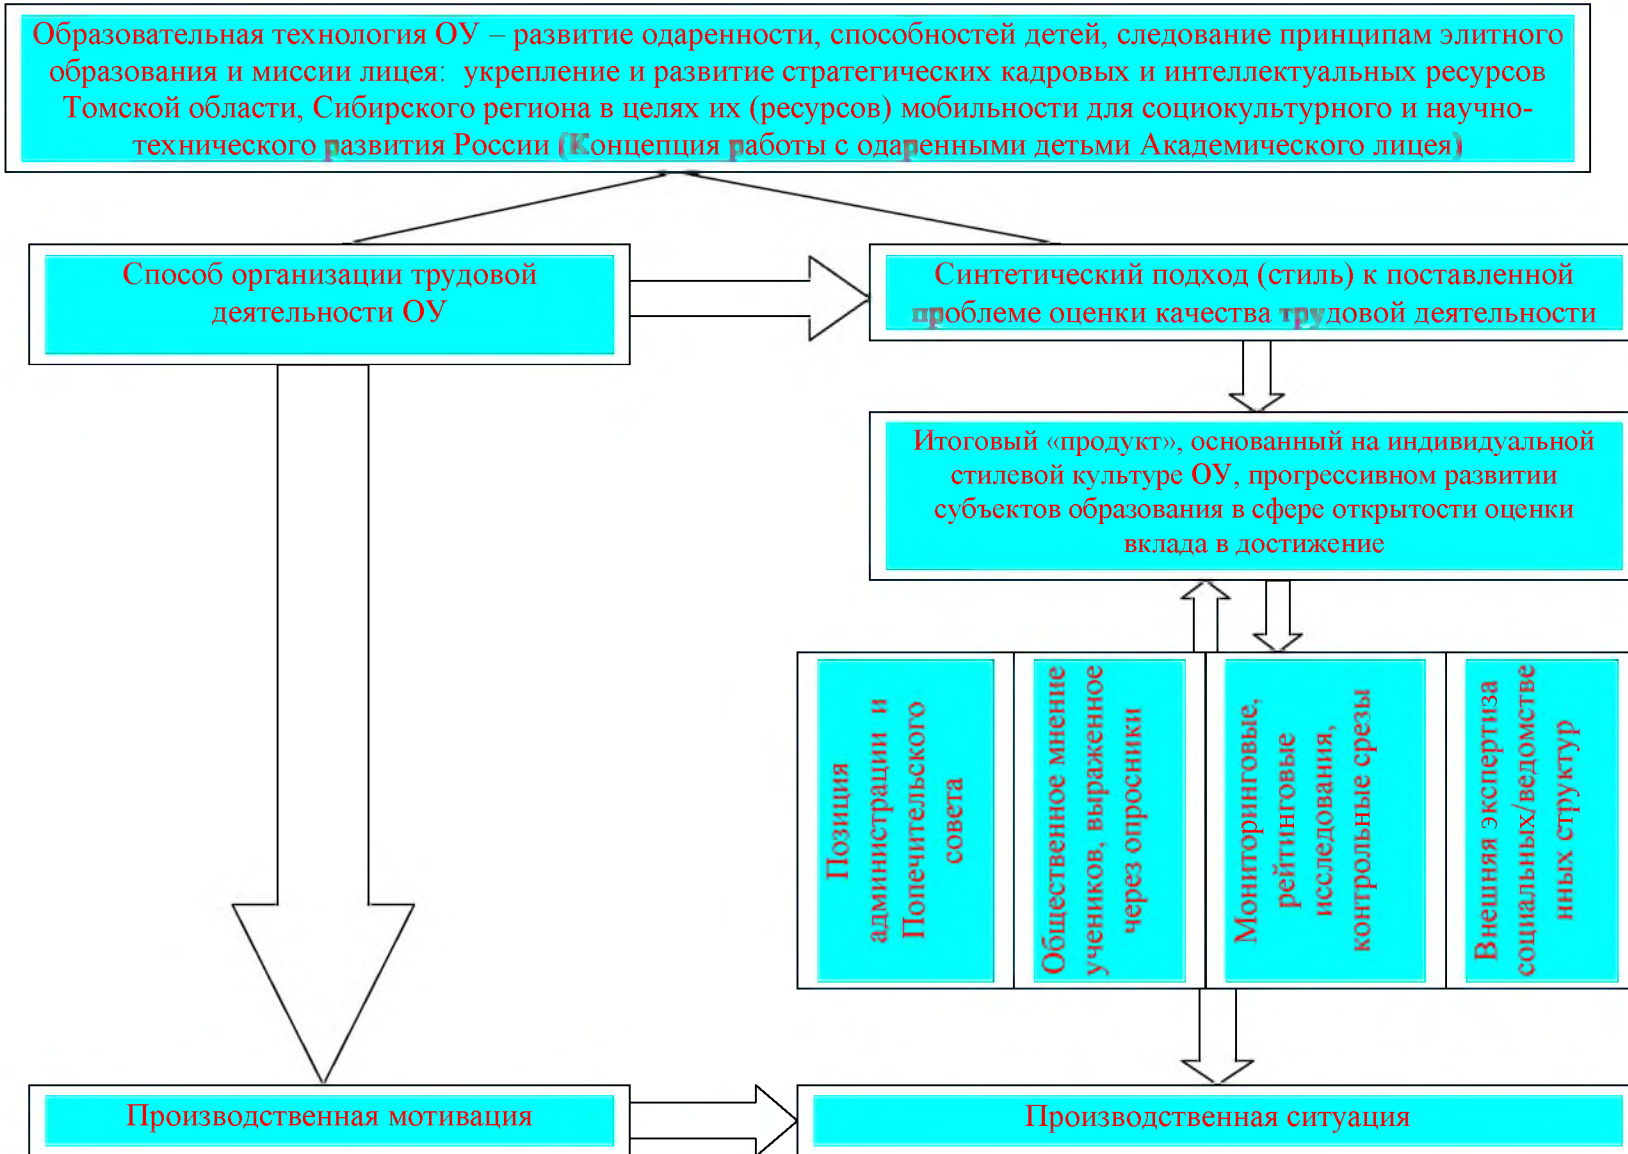 Образовательная технология ОУ – развитие одаренности, способностей детей, следование принципам элитного
образования и миссии лицея: укрепление и развитие стратегических кадровых и интеллектуальных ресурсов
Томской области, Сибирского региона в целях их (ресурсов) мобильности для социокультурного и научно-
технического развития России (Концепция работы с одаренными детьми Академического лицея)
Способ организации трудовой
деятельности ОУ
Синтетический подход (стиль) к поставленной
проблеме оценки качества трудовой деятельности
Итоговый «продукт», основанный на индивидуальной
стилевой культуре ОУ, прогрессивном развитии
субъектов образования в сфере открытости оценки
вклада в достижение
Позиция
администрации и
Попечительского
совета
Общественное мнение
учеников, выраженное
через опросники
Мониторинговые,
рейтинговые
исследования,
контрольные срезы
Внешняя экспертиза
социальных/ведомстве
нных структур
Производственная мотивация
Производственная ситуация